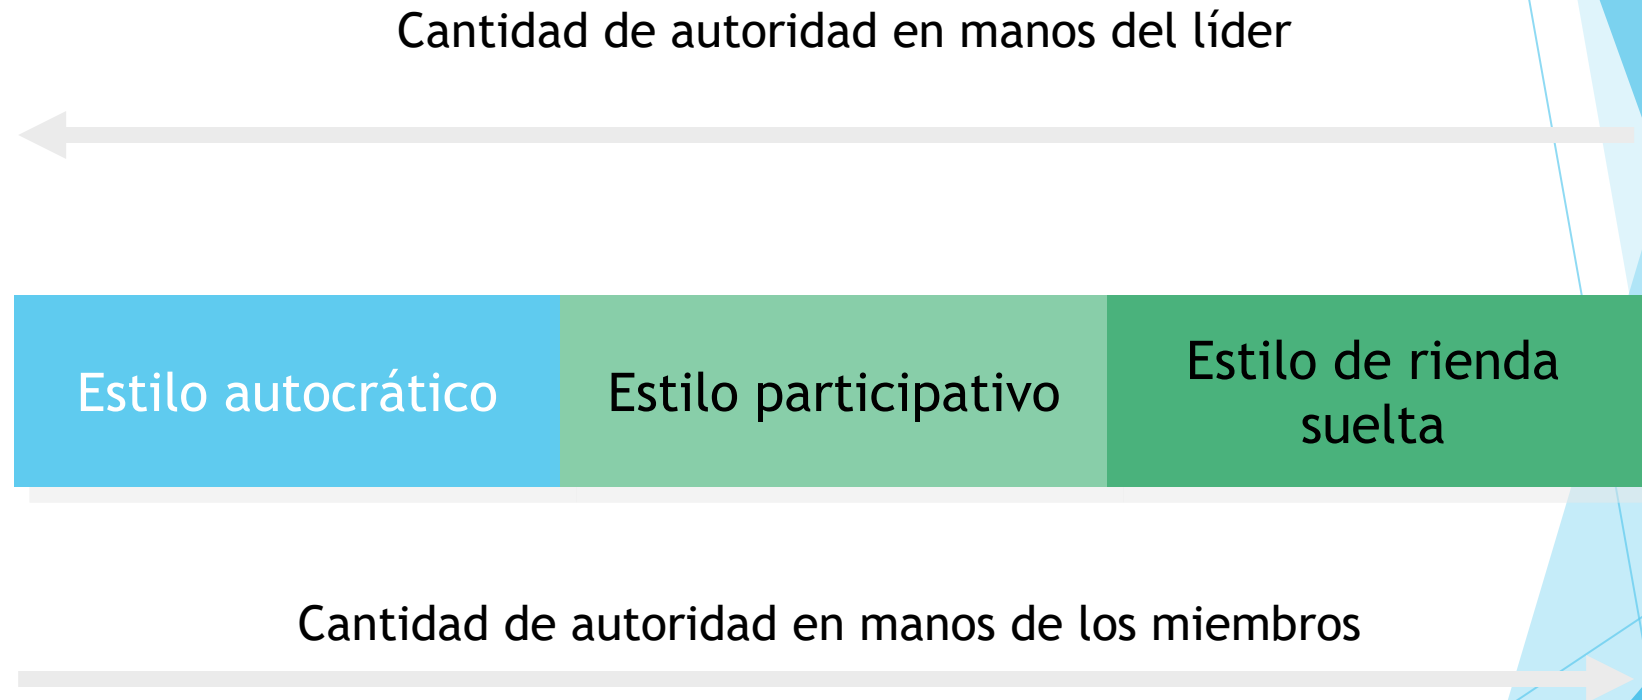 Cantidad de autoridad en manos del líder
Estilo autocrático
Estilo participativo
Estilo de rienda
suelta
Cantidad de autoridad en manos de los miembros